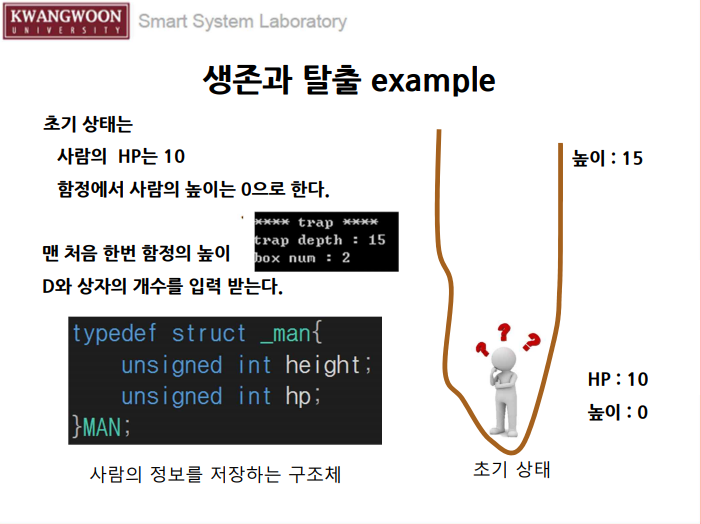 KWANGWOON
UNIVERSITY
Smart System Laboratory
생존과 탈출 example
초기 상태는
사람의 HP는 10
함정에서 사람의 높이는 0으로 한다.
맨 처음 한번 함정의 높이
D와 상자의 개수를 입력 받는다.
**** trap ****
trap depth : 15
box num : 2
typedef struct _man{
unsigned int height;
unsigned int hp;
}MAN;
사람의 정보를 저장하는 구조체
높이 : 15
? ? ?
HP : 10
높이 : 0
초기 상태